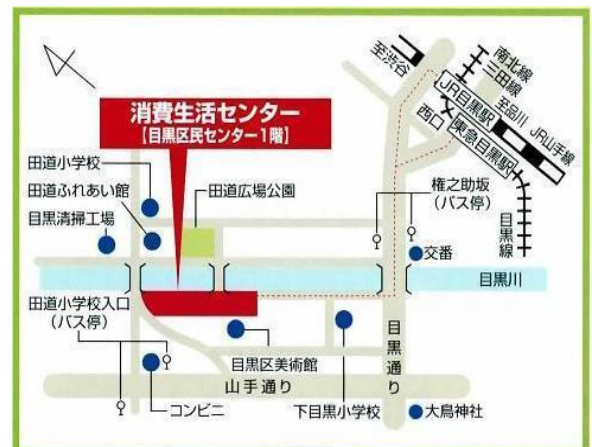 至渋谷
南北線
三田線
JR目黒駅
至品川
JR山手線
西口
東急目黒駅
目黒線
消費生活センター
【目黒区民センター1階】
田道小学校
田道ふれあい館
目黒清掃工場
田道広場公園
権之助坂
(バス停)
交番
目黒川
田道小学校入口
(バス停)
目黒区美術館
目黒通り
山手通り
コンビニ
下目黒小学校
大鳥神社